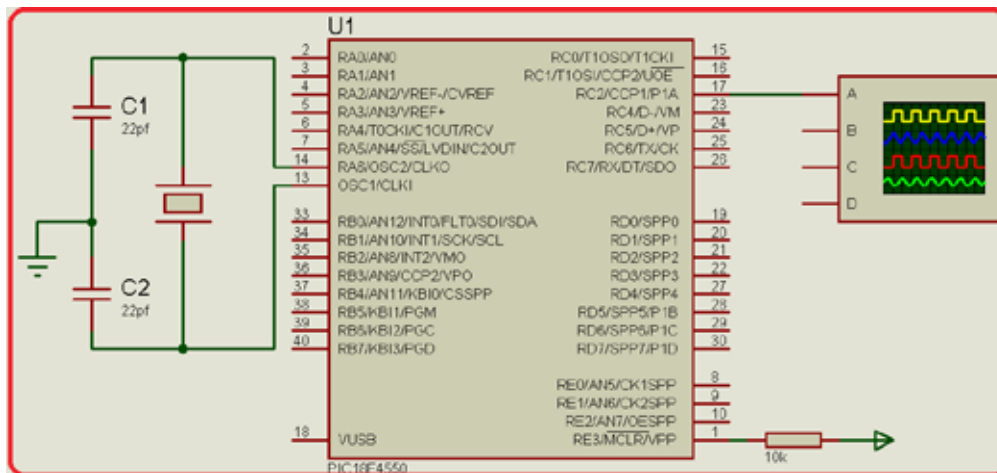 U1
2 RA0/AN0
3 RA1/AN1
4 RA2/AN2/VREF-/CVREF
5 RA3/AN3/VREF+
6 RA4/T0CKI/C1OUT/RCV
7 RA5/AN4/SS/LVDIN/C2OUT
14 RA6/OSC2/CLKO
13 OSC1/CLKI
33 RB0/AN12/INT0/FLT0/SDI/SDA
34 RB1/AN10/INT1/SCK/SCL
35 RB2/AN8/INT2/VMO
36 RB3/AN9/CCP2/VPO
37 RB4/AN11/KBI0/CSSPP
38 RB5/KBI1/PGM
39 RB6/KBI2/PGC
40 RB7/KBI3/PGD
18 VUSB
RC0/T1OSO/T1CKI 15
RC1/T1OSI/CCP2/UOE 16
RC2/CCP1/P1A 17
RC4/D-/VM 23
RC5/D+/VP 24
RC6/TX/CK 25
RC7/RX/DT/SDO 26
RD0/SPP0 19
RD1/SPP1 20
RD2/SPP2 21
RD3/SPP3 22
RD4/SPP4 27
RD5/SPP5/P1B 28
RD6/SPP6/P1C 29
RD7/SPP7/P1D 30
RE0/AN5/CK1SPP 8
RE1/AN6/CK2SPP 9
RE2/AN7/OESPP 10
RE3/MCLR/VPP 1
PIC18F4550
C1
22pf
C2
22pf
10k
A
B
C
D